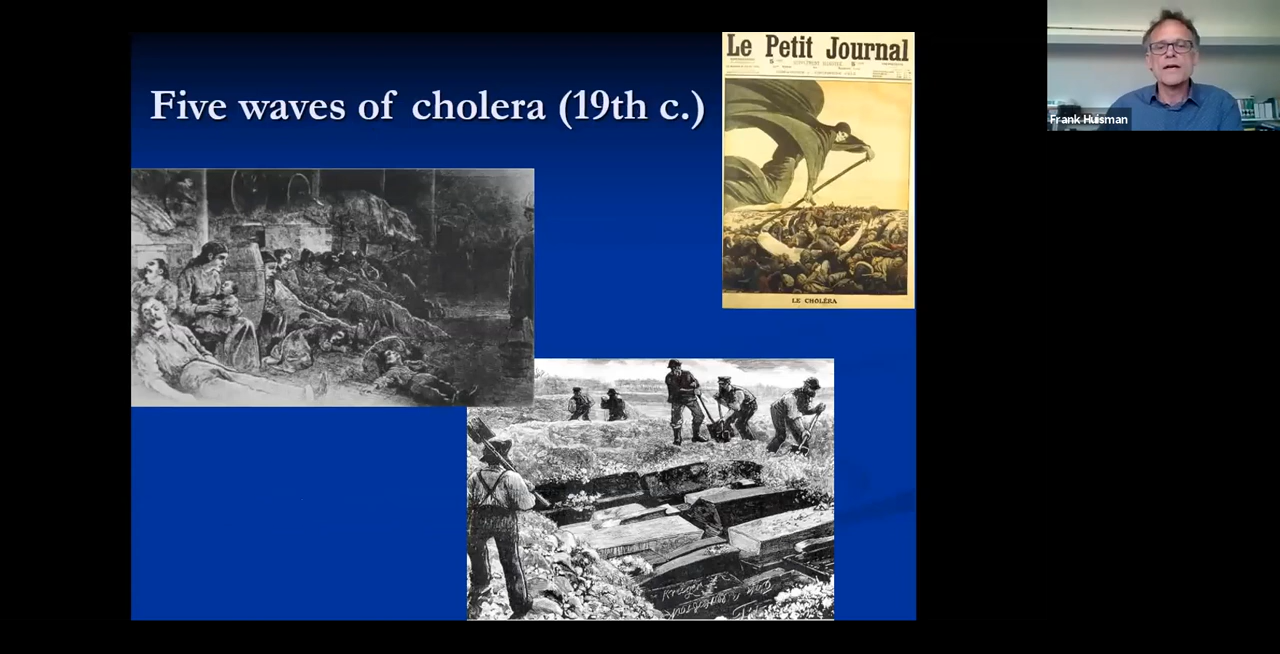 Five waves of cholera (19th c.)
Le Petit Journal
LE CHOLÉRA
Frank Huisman